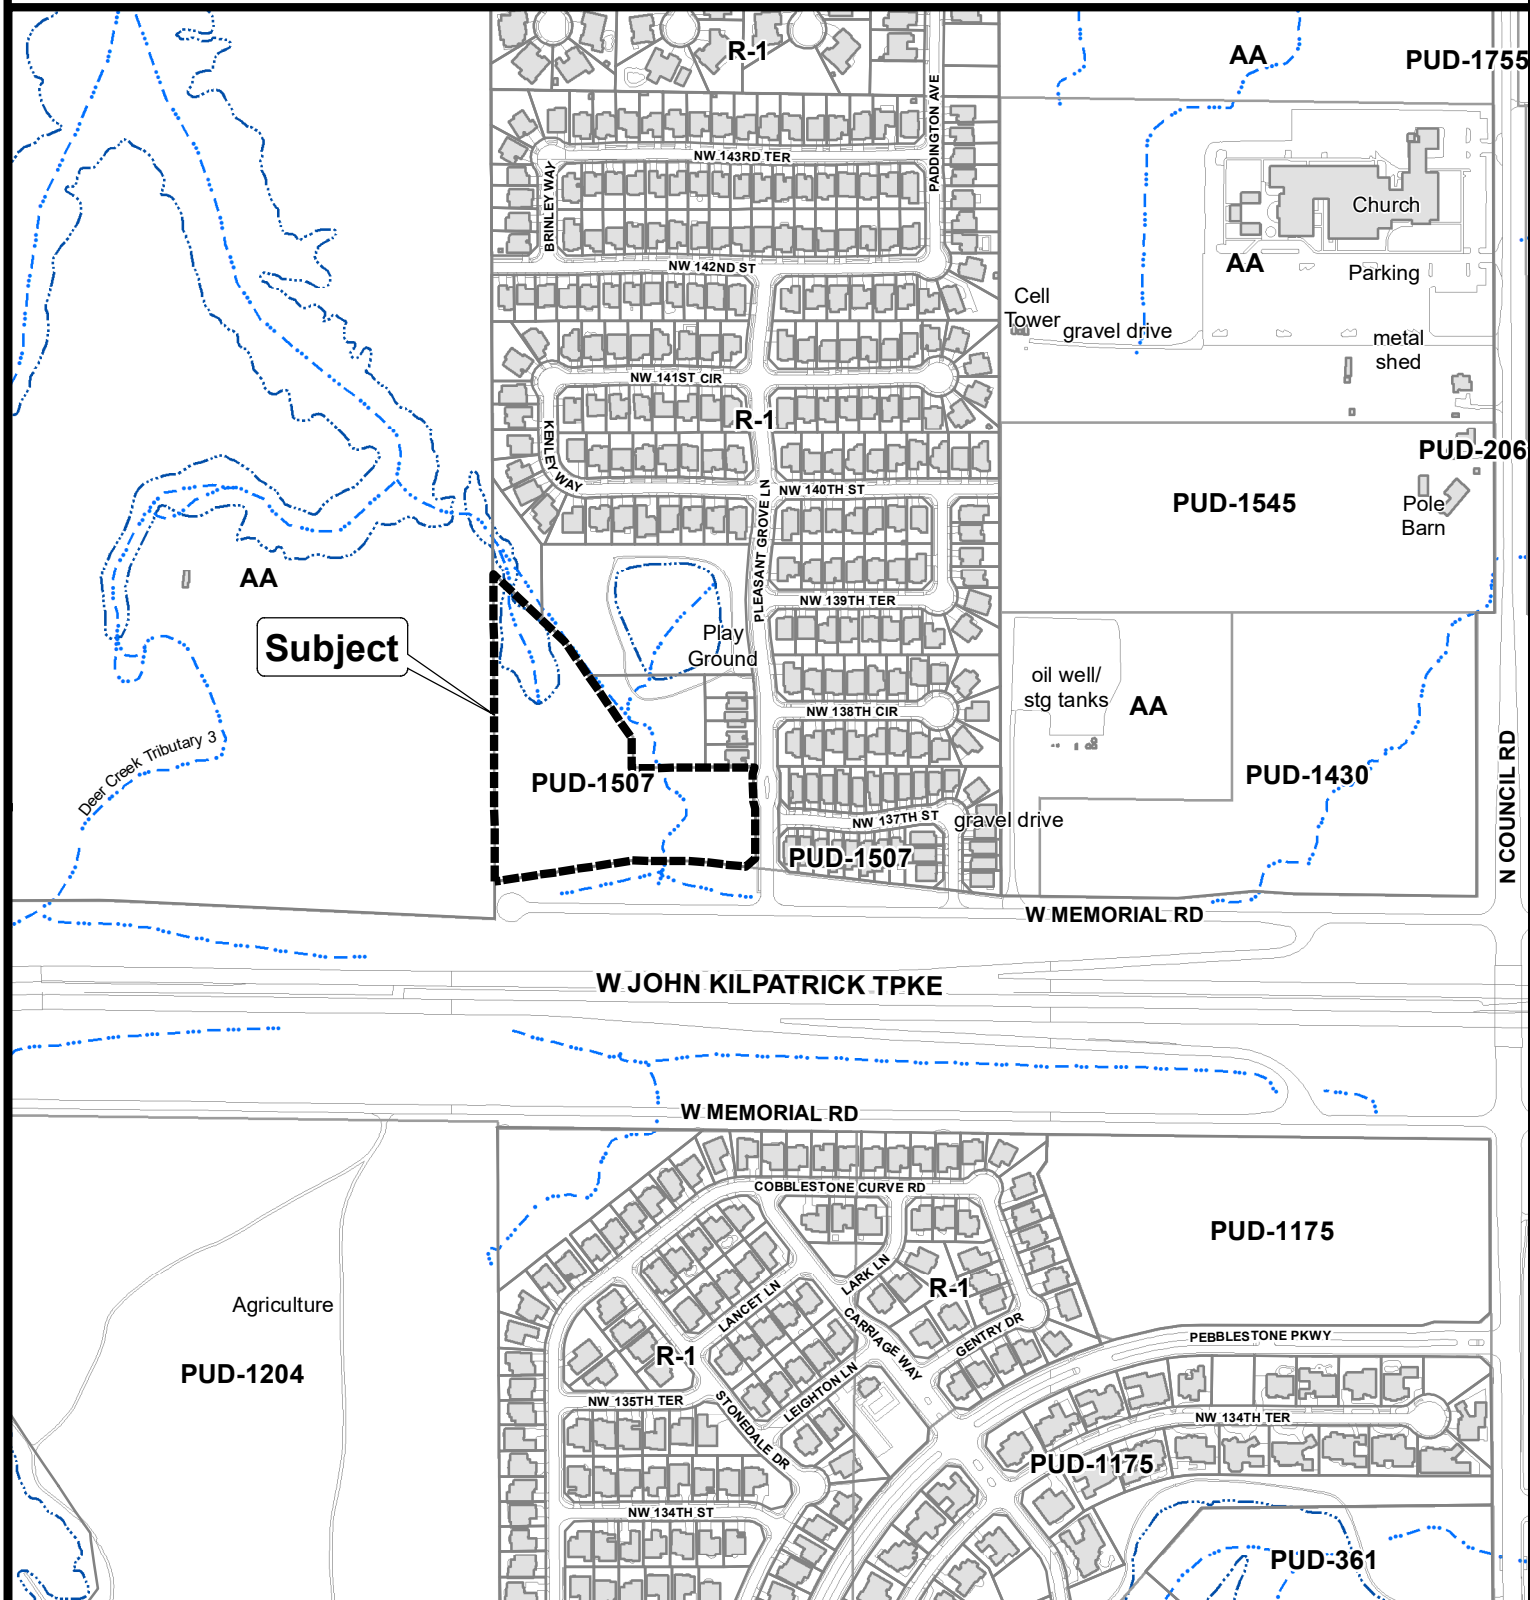 R-1
AA
PUD-1755
PADDINGTON AVE
NW 143RD TER
BRINLEY WAY
Church
NW 142ND ST
AA
Parking
Cell
Tower
gravel drive
metal
shed
NW 141ST CIR
R-1
KENLEY WAY
PUD-206
NW 140TH ST
PUD-1545
Pole
Barn
PLEASANT GROVE LN
AA
NW 139TH TER
Subject
Play
Ground
oil well/
stg tanks
AA
NW 138TH CIR
Deer Creek Tributary 3
PUD-1507
PUD-1430
N COUNCIL RD
NW 137TH ST
gravel drive
PUD-1507
W MEMORIAL RD
W JOHN KILPATRICK TPKE
W MEMORIAL RD
COBBLESTONE CURVE RD
PUD-1175
LARK LN
R-1
LANCET LN
Agriculture
CARRIAGE WAY
GENTRY DR
PEBBLESTONE PKWY
R-1
PUD-1204
LEIGHTON LN
NW 135TH TER
STONEDALE DR
NW 134TH TER
PUD-1175
NW 134TH ST
PUD-361